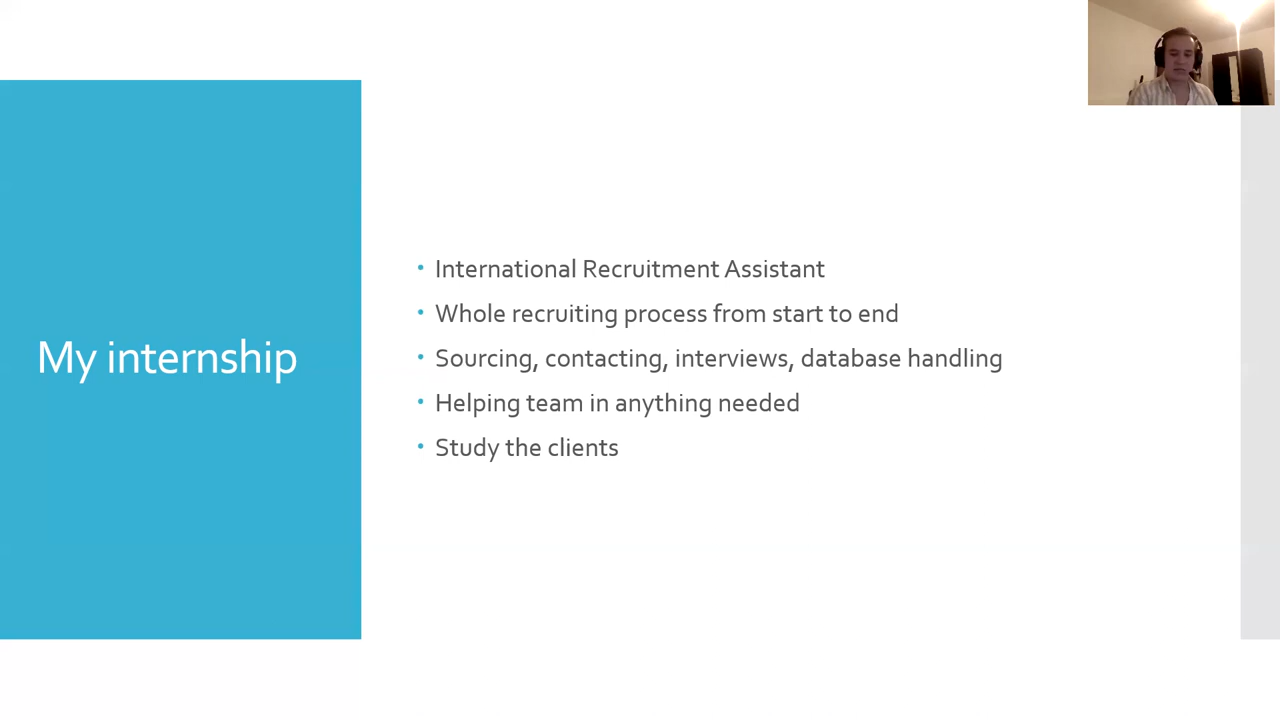 My internship
International Recruitment Assistant
Whole recruiting process from start to end
Sourcing, contacting, interviews, database handling
Helping team in anything needed
Study the clients